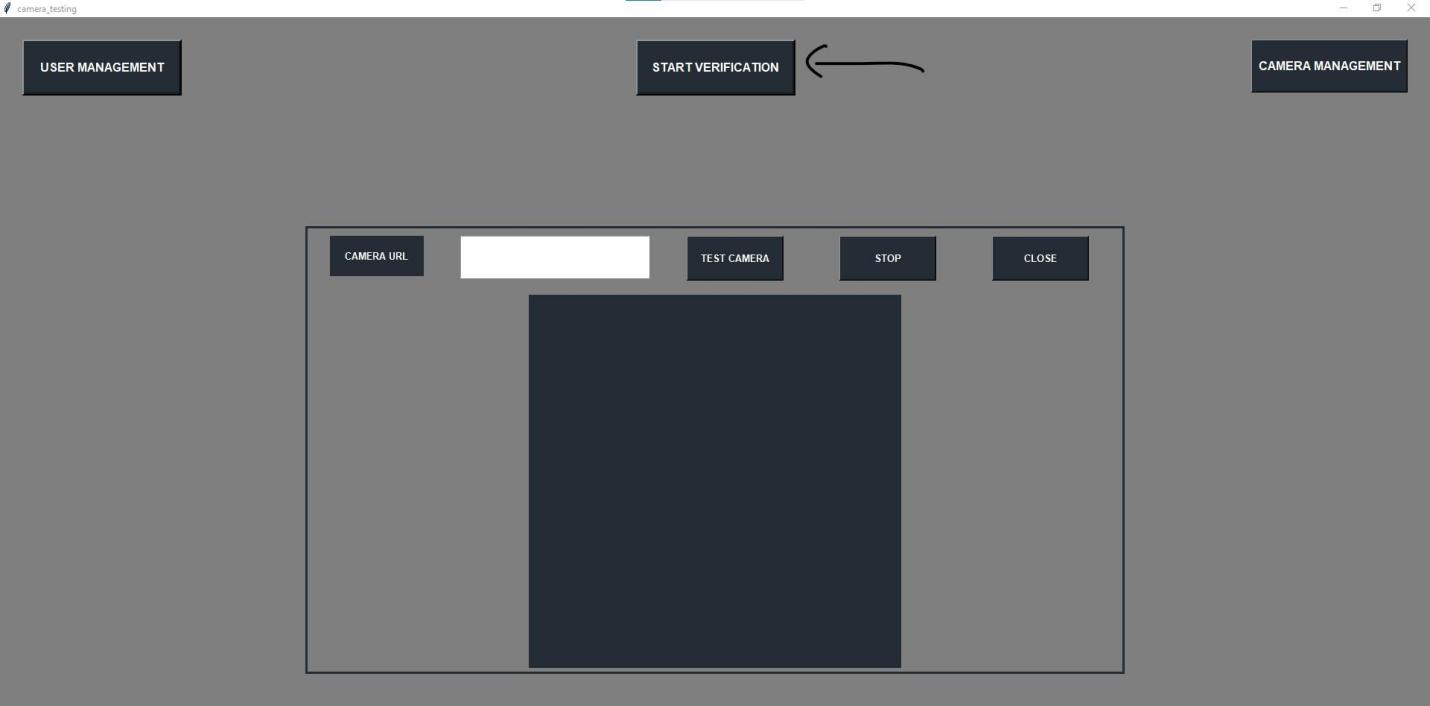 camera_testing
USER MANAGEMENT
START VERIFICATION
CAMERA MANAGEMENT
CAMERA URL
TEST CAMERA
STOP
CLOSE